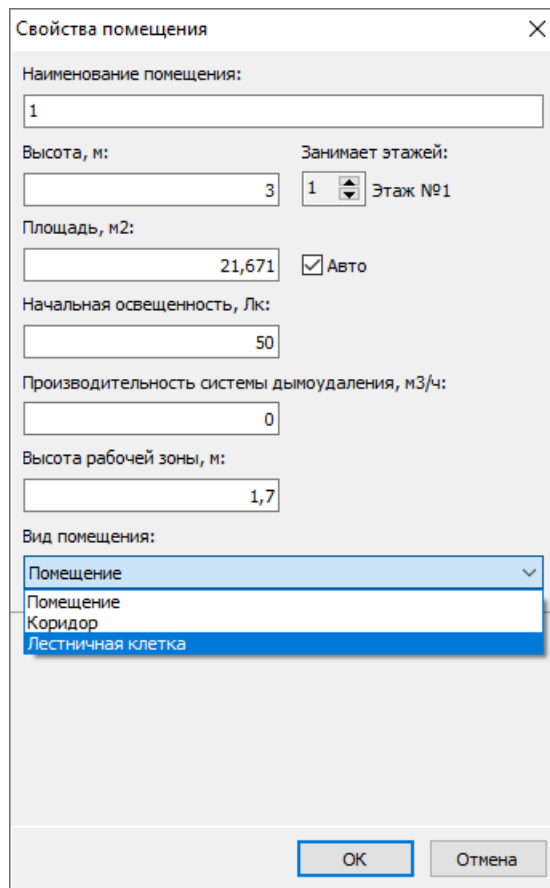 Свойства помещения
Наименование помещения:
1
Высота, м: Занимает этажей:
3 1 Этаж №1
Площадь, м2:
21,671 Авто
Начальная освещенность, Лк:
50
Производительность системы дымоудаления, м3/ч:
0
Высота рабочей зоны, м:
1,7
Вид помещения:
Помещение
Помещение
Коридор
Лестничная клетка
ОК Отмена